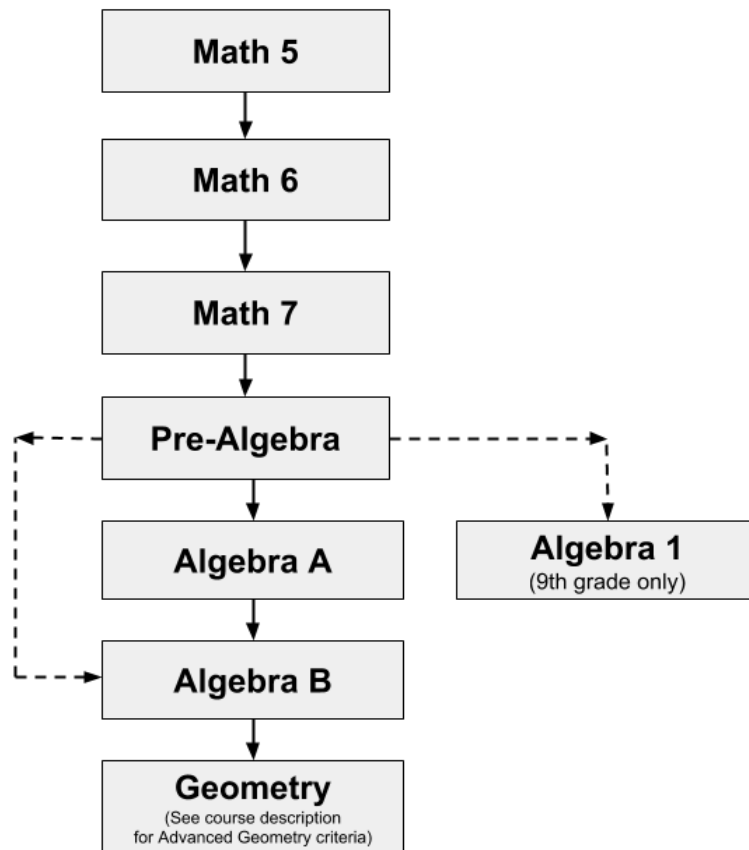 Math 5
Math 6
Math 7
Pre-Algebra
Algebra A
Algebra 1
(9th grade only)
Algebra B
Geometry
(See course description
for Advanced Geometry criteria)